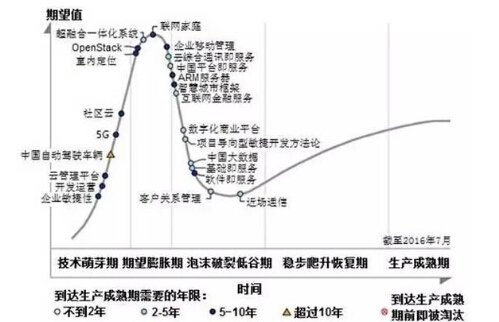 期望值
联网家庭
超融合一体化系统
OpenStack
室内定位
企业移动管理
云综合通讯即服务
中国平台即服务
ARM服务器
智慧城市框架
互联网金融服务
社区云
5G
数字化商业平台
项目导向型敏捷开发方法论
中国自动驾驶车辆
中国大数据
基础即服务
软件即服务
云管理平台
开发运营
企业敏捷性
客户关系管理
近场通信
截至2016年7月
技术萌芽期
期望膨胀期
泡沫破裂低谷期
稳步爬升恢复期
生产成熟期
时间
到达生产成熟期需要的年限:
不到2年
2-5年
5-10年
超过10年
到达生产成熟
期前即被淘汰